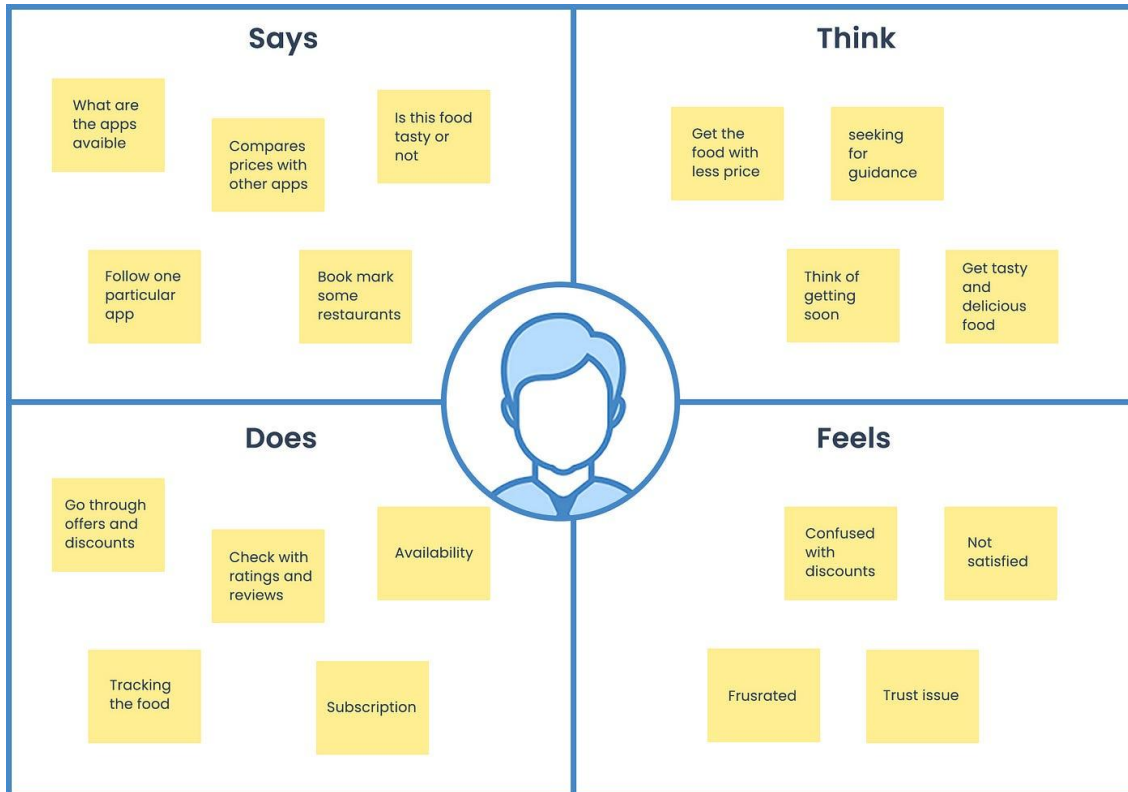 Says
What are
the apps
avaible
Compares
prices with
other apps
Is this food
tasty or
not
Follow one
particular
app
Book mark
some
restaurants
Think
Get the
food with
less price
seeking
for
guidance
Think of
getting
soon
Get tasty
and
delicious
food
Does
Go through
offers and
discounts
Check with
ratings and
reviews
Availability
Tracking
the food
Subscription
Feels
Confused
with
discounts
Not
satisfied
Frusrated
Trust issue